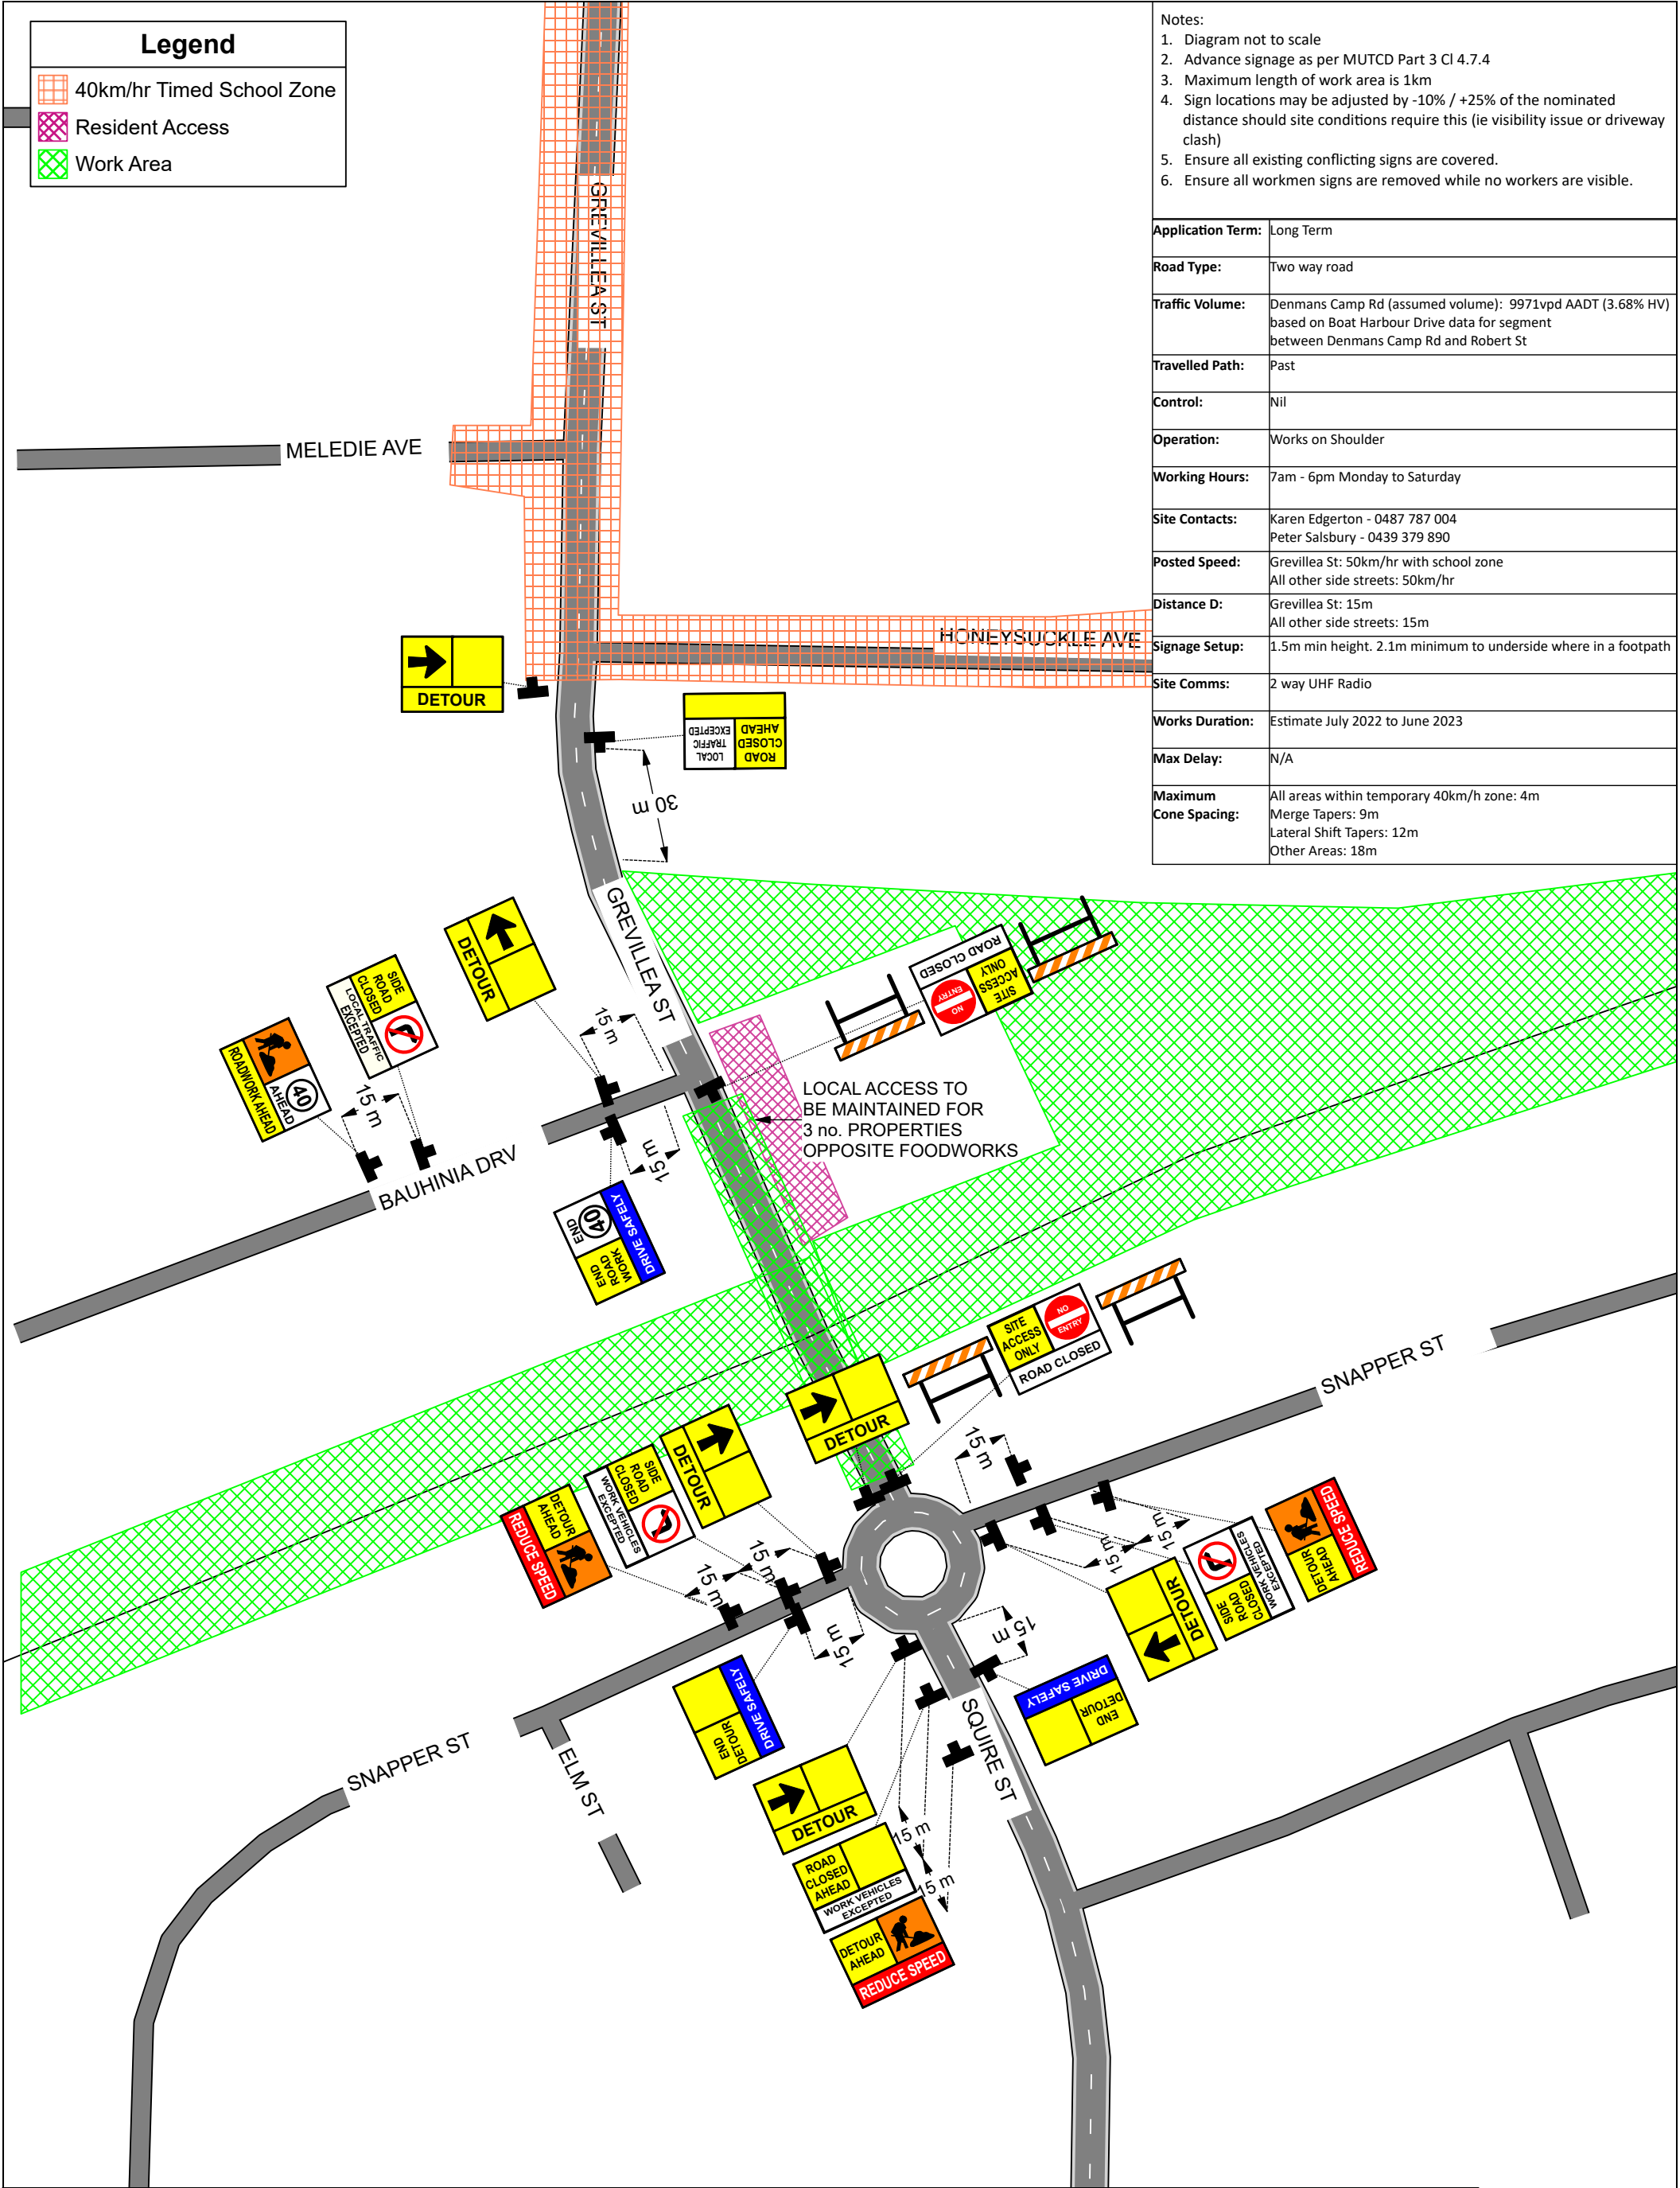 Legend
40km/hr Timed School Zone
Resident Access
Work Area
Notes:
1. Diagram not to scale
2. Advance signage as per MUTCD Part 3 Cl 4.7.4
3. Maximum length of work area is 1km
4. Sign locations may be adjusted by -10% / +25% of the nominated
distance should site conditions require this (ie visibility issue or driveway
clash)
5. Ensure all existing conflicting signs are covered.
6. Ensure all workmen signs are removed while no workers are visible.
Application Term: Long Term
Road Type: Two way road
Traffic Volume: Denmans Camp Rd (assumed volume): 9971vpd AADT (3.68% HV)
based on Boat Harbour Drive data for segment
between Denmans Camp Rd and Robert St
Travelled Path: Past
Control: Nil
Operation: Works on Shoulder
Working Hours: 7am - 6pm Monday to Saturday
Site Contacts: Karen Edgerton - 0487 787 004
Peter Salsbury - 0439 379 890
Posted Speed: Grevillea St: 50km/hr with school zone
All other side streets: 50km/hr
Distance D: Grevillea St: 15m
All other side streets: 15m
Signage Setup: 1.5m min height. 2.1m minimum to underside where in a footpath
Site Comms: 2 way UHF Radio
Works Duration: Estimate July 2022 to June 2023
Max Delay: N/A
Maximum
Cone Spacing:
All areas within temporary 40km/h zone: 4m
Merge Tapers: 9m
Lateral Shift Tapers: 12m
Other Areas: 18m
GREVILLEA ST
MELEDIE AVE
HONEYSUCKLE AVE
DETOUR
ROAD
CLOSED
AHEAD
LOCAL
TRAFFIC
EXCEPTED
30 m
GREVILLEA ST
DETOUR
SIDE
ROAD
CLOSED
LOCAL TRAFFIC
EXCEPTED
40
AHEAD
ROADWORK AHEAD
15 m
15 m
15 m
BAUHINIA DRV
END
40
END
ROAD
WORK
DRIVE SAFELY
SITE
ACCESS
ONLY
NO
ENTRY
ROAD CLOSED
LOCAL ACCESS TO
BE MAINTAINED FOR
3 no. PROPERTIES
OPPOSITE FOODWORKS
SITE
ACCESS
ONLY
NO
ENTRY
ROAD CLOSED
SNAPPER ST
DETOUR
DETOUR
SIDE
ROAD
CLOSED
WORK VEHICLES
EXCEPTED
DETOUR
AHEAD
REDUCE SPEED
15 m
15 m
15 m
15 m
15 m
15 m
15 m
DETOUR
SIDE
ROAD
CLOSED
WORK VEHICLES
EXCEPTED
DETOUR
AHEAD
REDUCE SPEED
END
DETOUR
DRIVE SAFELY
END
DETOUR
DRIVE SAFELY
SNAPPER ST
ELM ST
SQUIRE ST
DETOUR
15 m
ROAD
CLOSED
AHEAD
WORK VEHICLES
EXCEPTED
15 m
DETOUR
AHEAD
REDUCE SPEED